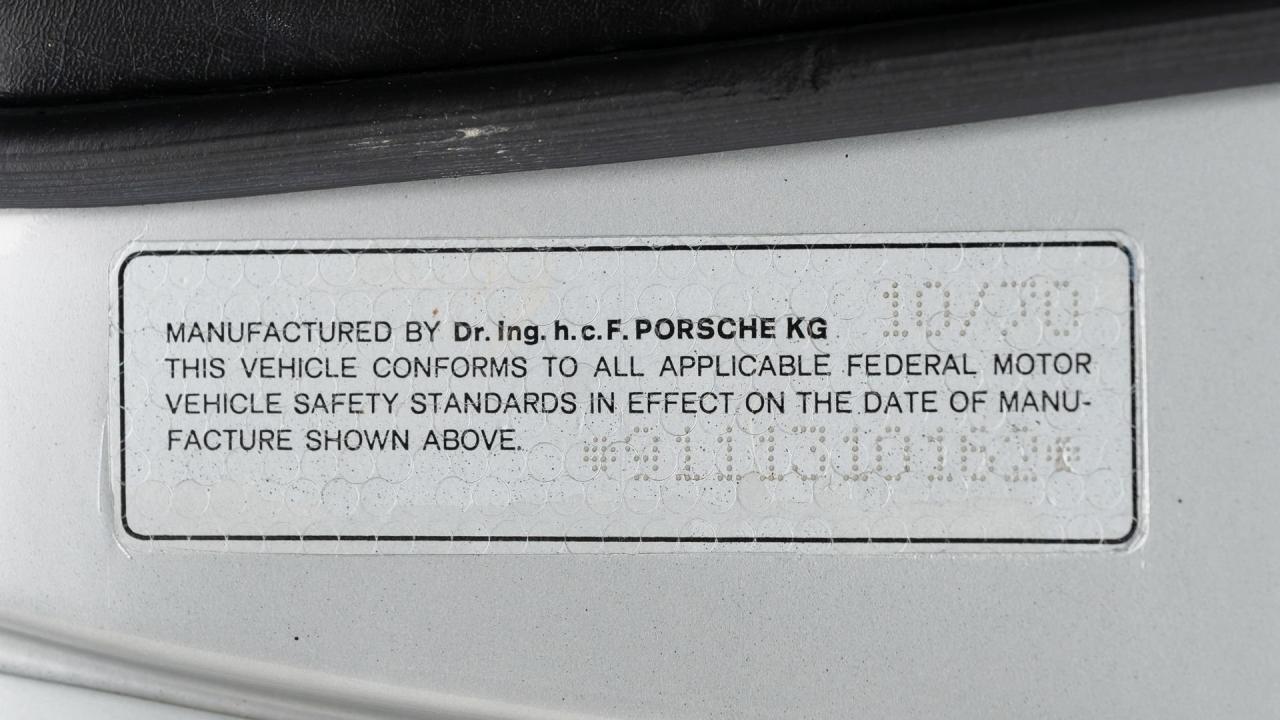 10/70
MANUFACTURED BY Dr. Ing. h. c. F. PORSCHE KG
THIS VEHICLE CONFORMS TO ALL APPLICABLE FEDERAL MOTOR
VEHICLE SAFETY STANDARDS IN EFFECT ON THE DATE OF MANU-
FACTURE SHOWN ABOVE.